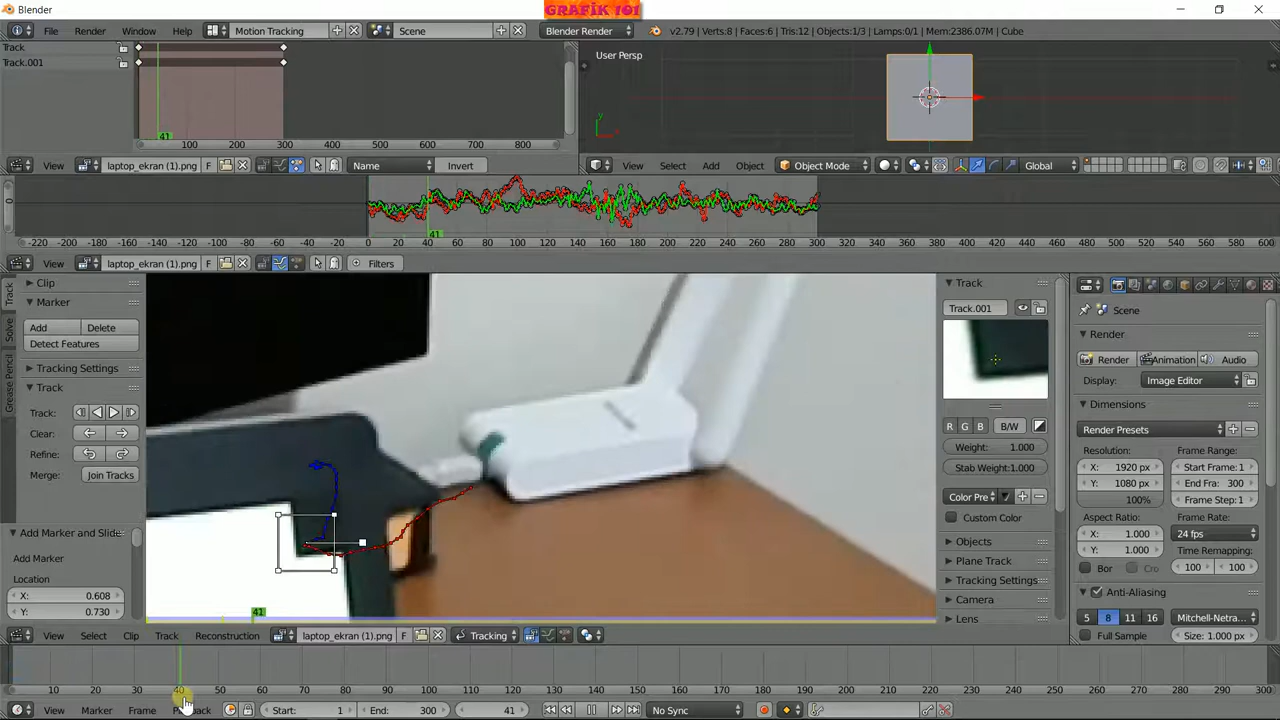 GRAFİK 101
Blender
File Render Window Help Motion Tracking Scene Blender Render v2.79 | Verts:8 | Faces:6 | Tris:12 | Objects:1/3 | Lamps:0/1 | Mem:2386.07M | Cube
Track
Track.001
41
100 200 300 400 500 600 700 800
User Persp
View laptop_ekran (1).png F Name Invert
View Select Add Object Object Mode Global
0
41
-220 -200 -180 -160 -140 -120 -100 -80 -60 -40 -20 0 20 40 60 80 100 120 140 160 180 200 220 240 260 280 300 320 340 360 380 400 420 440 460 480 500 520 540 560 580 600
View laptop_ekran (1).png F Filters
Track
Solve
Grease Pencil
Clip
Marker
Add Delete
Detect Features
Tracking Settings
Track
Track:
Clear:
Refine:
Merge: Join Tracks
Add Marker and Slide
Add Marker
Location
X: 0.608
Y: 0.730
41
Track
Track.001
R G B B/W
Weight: 1.000
Stab Weight:1.000
Color Pre
Custom Color
Objects
Plane Track
Tracking Settings
Camera
Lens
Scene
Render
Render Animation Audio
Display: Image Editor
Dimensions
Render Presets
Resolution: Frame Range:
X: 1920 px Start Frame:1
Y: 1080 px End Fra: 300
100% Frame Step:1
Aspect Ratio: Frame Rate:
X: 1.000 24 fps
Y: 1.000 Time Remapping:
Bor Cro 100 100
Anti-Aliasing
5 8 11 16 Mitchell-Netra...
Full Sample Size: 1.000 px
View Select Clip Track Reconstruction laptop_ekran (1).png F Tracking
10 20 30 40 50 60 70 80 90 100 110 120 130 140 150 160 170 180 190 200 210 220 230 240 250 260 270 280 290 300
View Marker Frame Playback Start: 1 End: 300 41 No Sync